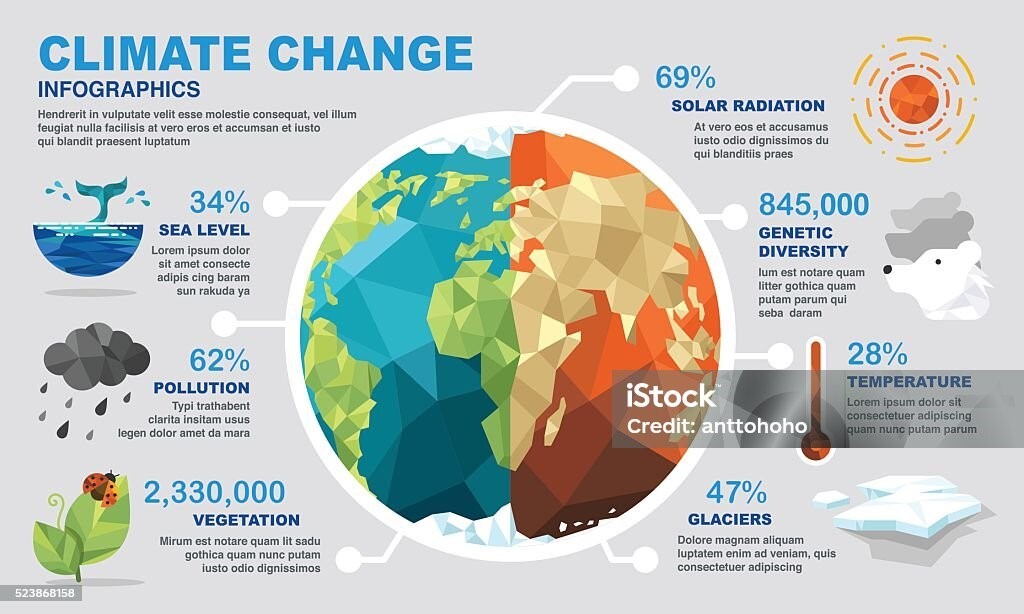 CLIMATE CHANGE
INFOGRAPHICS
Hendrerit in vulputate velit esse molestie consequat, vel illum
feugiat nulla facilisis at vero eros et accumsan et iusto
qui blandit praesent luptatum
69%
SOLAR RADIATION
At vero eos et accusamus
iusto odio dignissimos du
qui blanditiis praes
34%
SEA LEVEL
Lorem ipsum dolor
sit amet consecte
adipis cing baram
sun rakuda ya
845,000
GENETIC
DIVERSITY
Ium est notare quam
litter gothica quam
putam parum qui
seba daram
62%
POLLUTION
Typi trathabent
clarita insitam usus
legen dolor amet da mara
28%
TEMPERATURE
Lorem ipsum dolor
consectetuer adipiscing
nunc putam parum
iStock
Credit: anttohoho
2,330,000
VEGETATION
Mirum est notare quam lit sadu
gothica quam nunc putam
iusto odio dignissimos
47%
GLACIERS
Dolore magnam aliquam
luptatem enim ad veniam, quis
consectetuer adipiscing
523868158